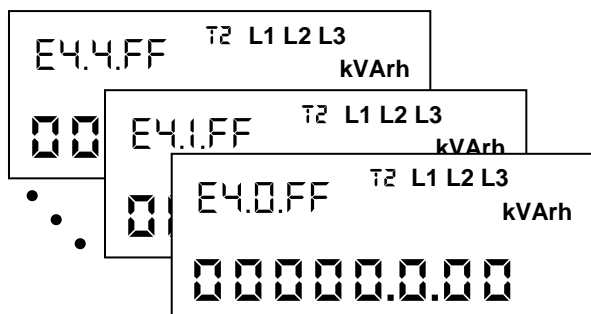 E4.4.FF T2 L1 L2 L3
kVArh
00
E4.1.FF T2 L1 L2 L3
kVArh
0
E4.0.FF T2 L1 L2 L3
kVArh
00000.0.00